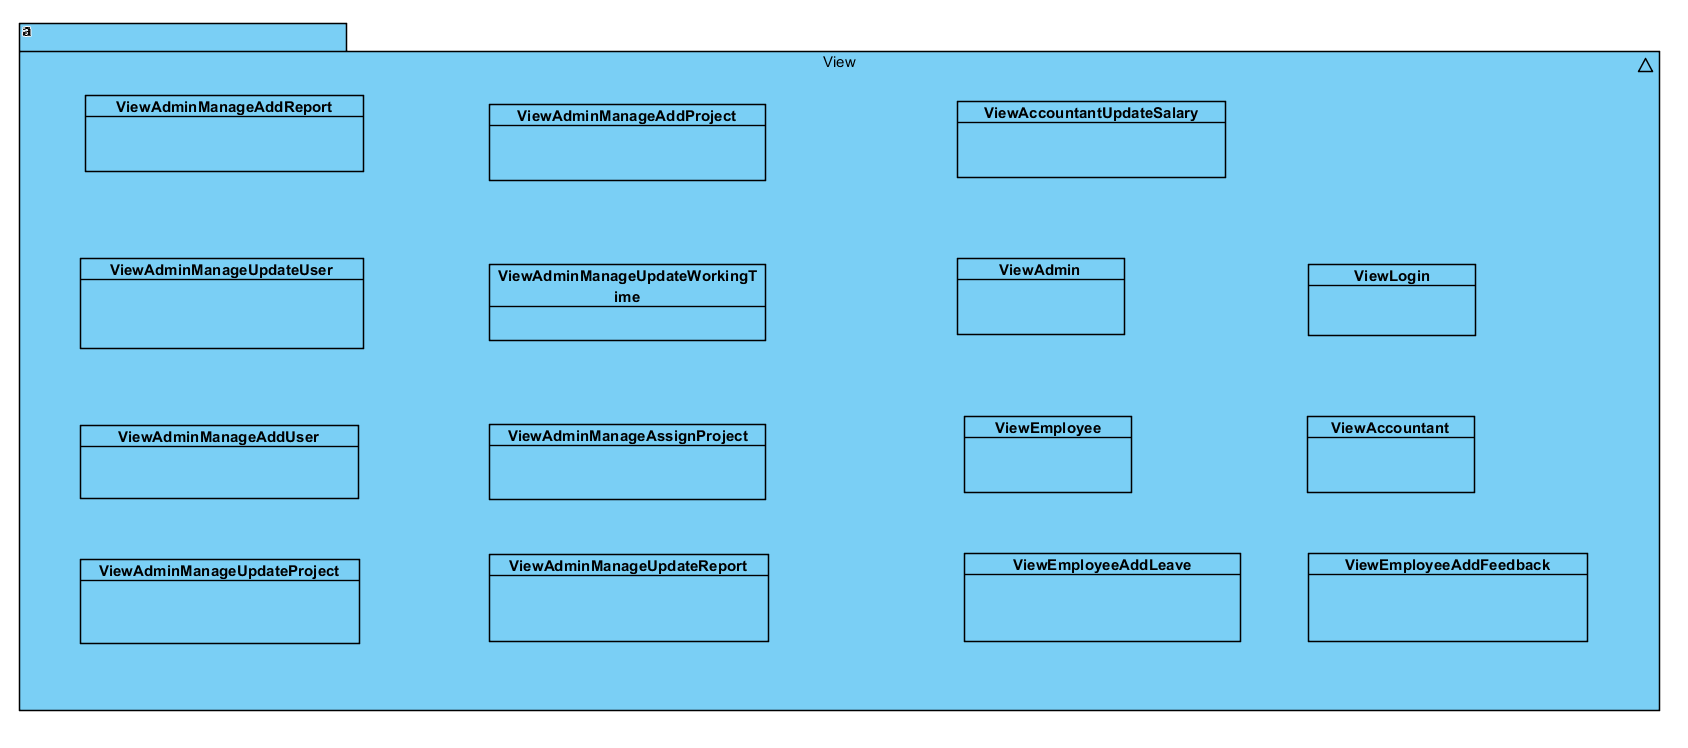 a
View
ViewAdminManageAddReport
ViewAdminManageAddProject
ViewAccountantUpdateSalary
ViewAdminManageUpdateUser
ViewAdminManageUpdateWorkingT
ime
ViewAdmin
ViewLogin
ViewAdminManageAddUser
ViewAdminManageAssignProject
ViewEmployee
ViewAccountant
ViewAdminManageUpdateProject
ViewAdminManageUpdateReport
ViewEmployeeAddLeave
ViewEmployeeAddFeedback